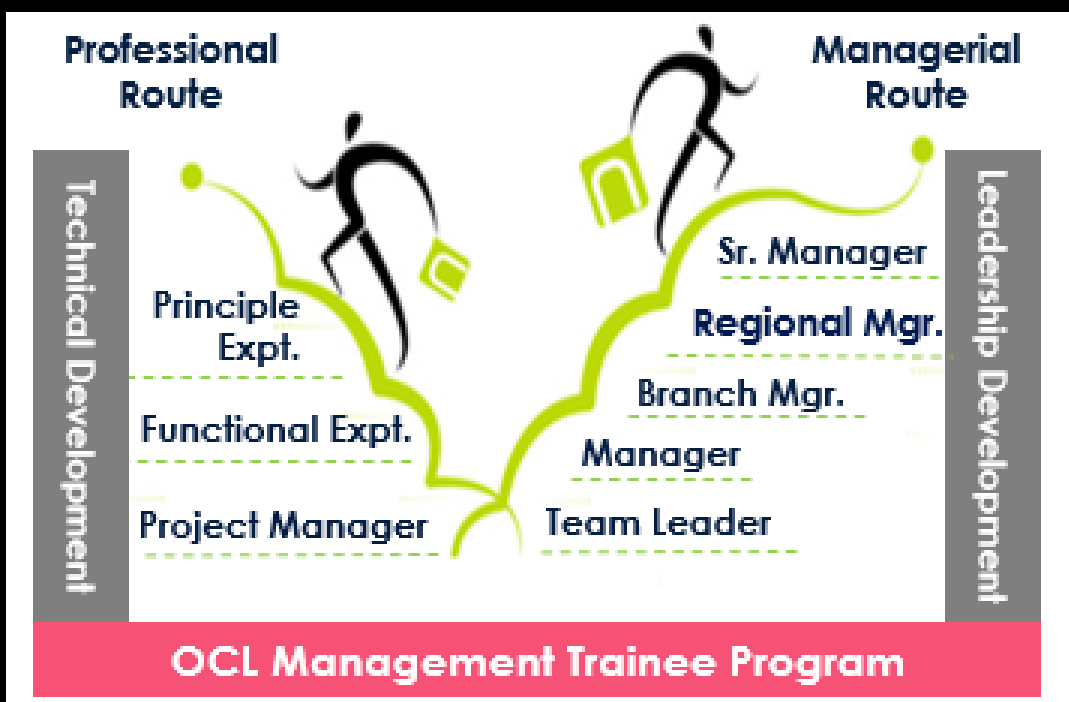 Professional
Route
Managerial
Route
Technical Development
Principle
Expt.
Functional Expt.
Project Manager
Sr. Manager
Regional Mgr.
Branch Mgr.
Manager
Team Leader
Leadership Development
OCL Management Trainee Program